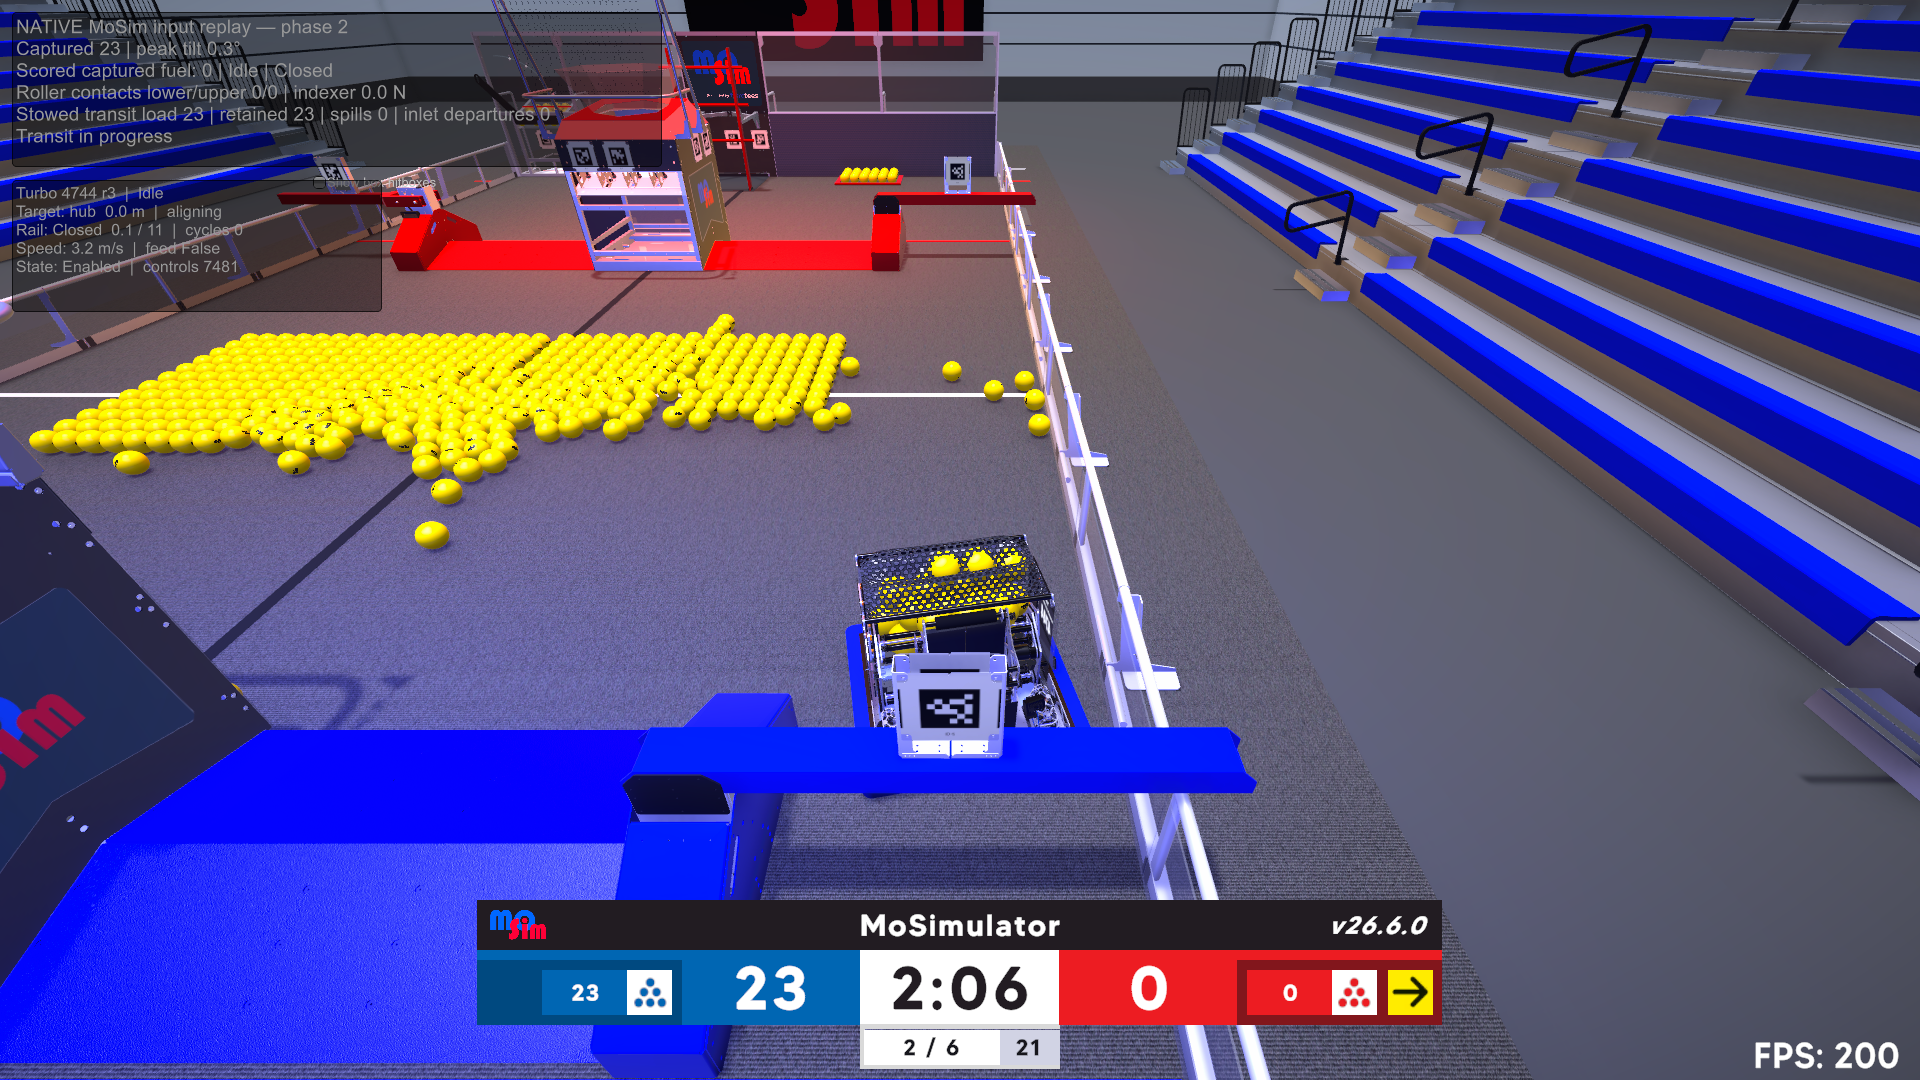 NATIVE MoSim input replay — phase 2
Captured 23 | peak tilt 0.3°
Scored captured fuel: 0 | Idle | Closed
Roller contacts lower/upper 0/0 | indexer 0.0 N
Stowed transit load 23 | retained 23 | spills 0 | inlet departures 0
Transit in progress
Turbo 4744 r3 | Idle
Target: hub 0.0 m | aligning
Rail: Closed 0.1 / 11 | cycles 0
Speed: 3.2 m/s | feed False
State: Enabled | controls 7481
mo Sim
MoSimulator
v26.6.0
23
23
2:06
0
0
2 / 6
21
FPS: 200